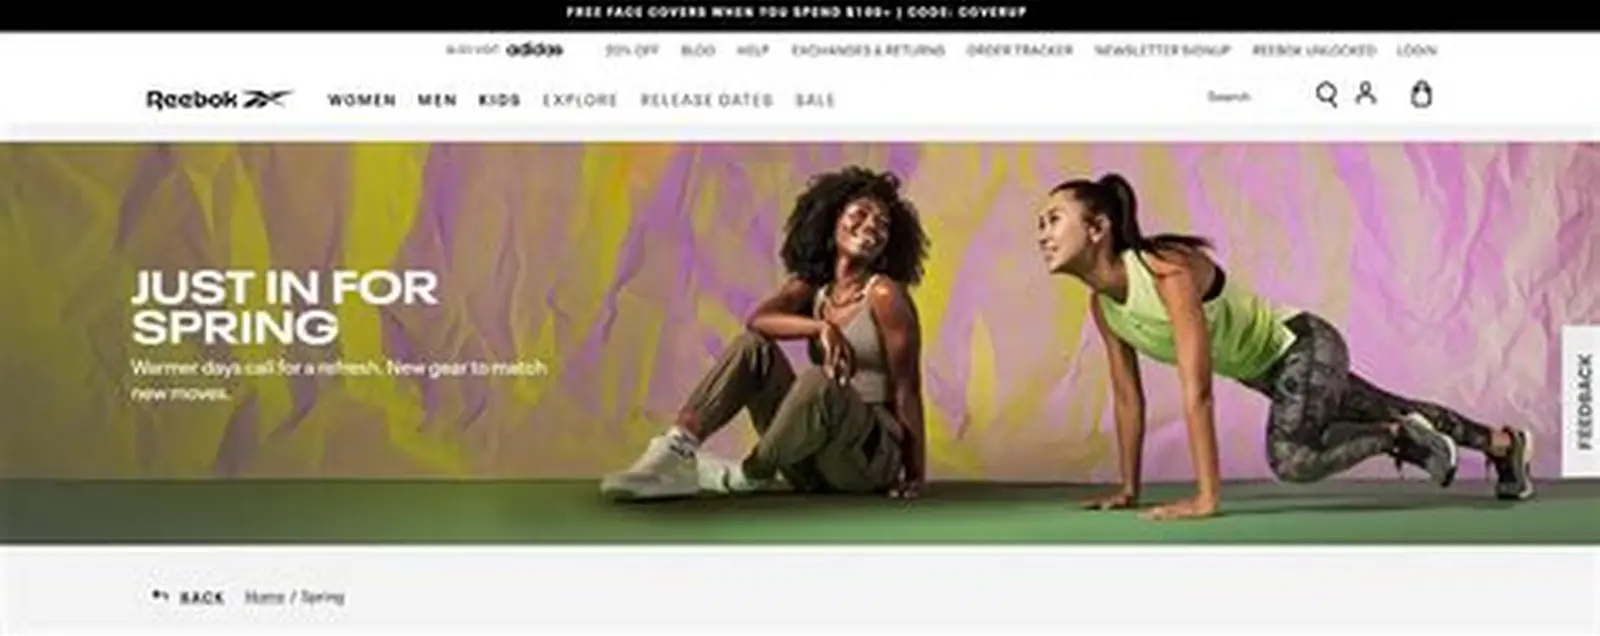 FREE FACE COVERS WHEN YOU SPEND $100+ | CODE: COVERUP
adidas 20% OFF BLOG HELP EXCHANGES & RETURNS ORDER TRACKER NEWSLETTER SIGNUP REEBOK UNLOCKED LOGIN
Reebok WOMEN MEN KIDS EXPLORE RELEASE DATES SALE Search
JUST IN FOR
SPRING
Warmer days call for a refresh. New gear to match
new moves.
FEEDBACK
BACK Home / Spring